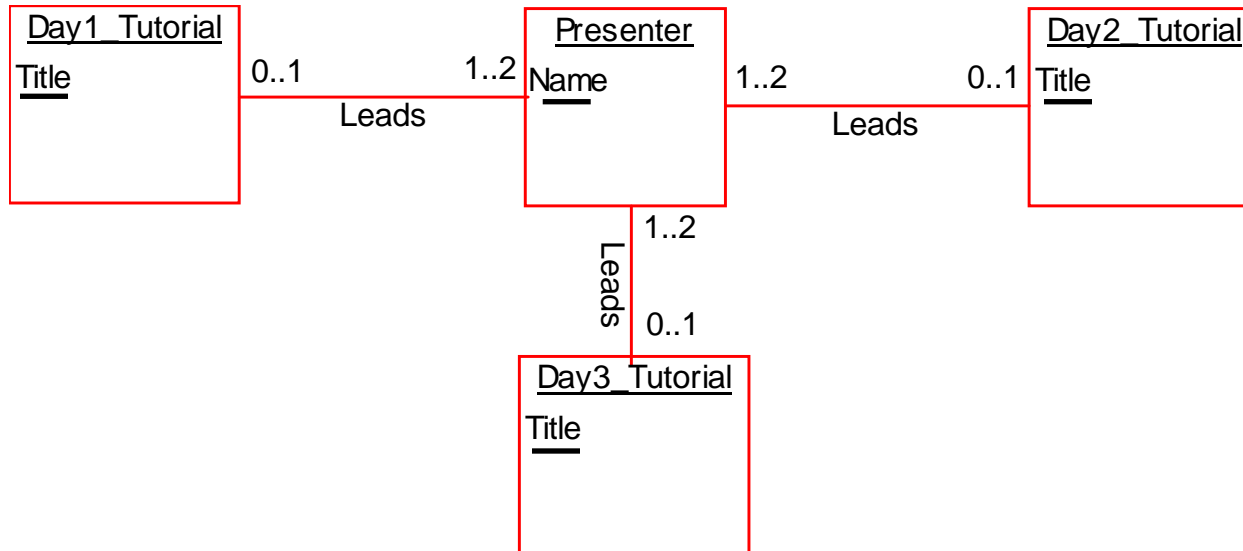 Day1_Tutorial
Title
0..1
1..2
Leads
Presenter
Name
1..2
0..1
Leads
Day2_Tutorial
Title
1..2
Leads
0..1
Day3_Tutorial
Title